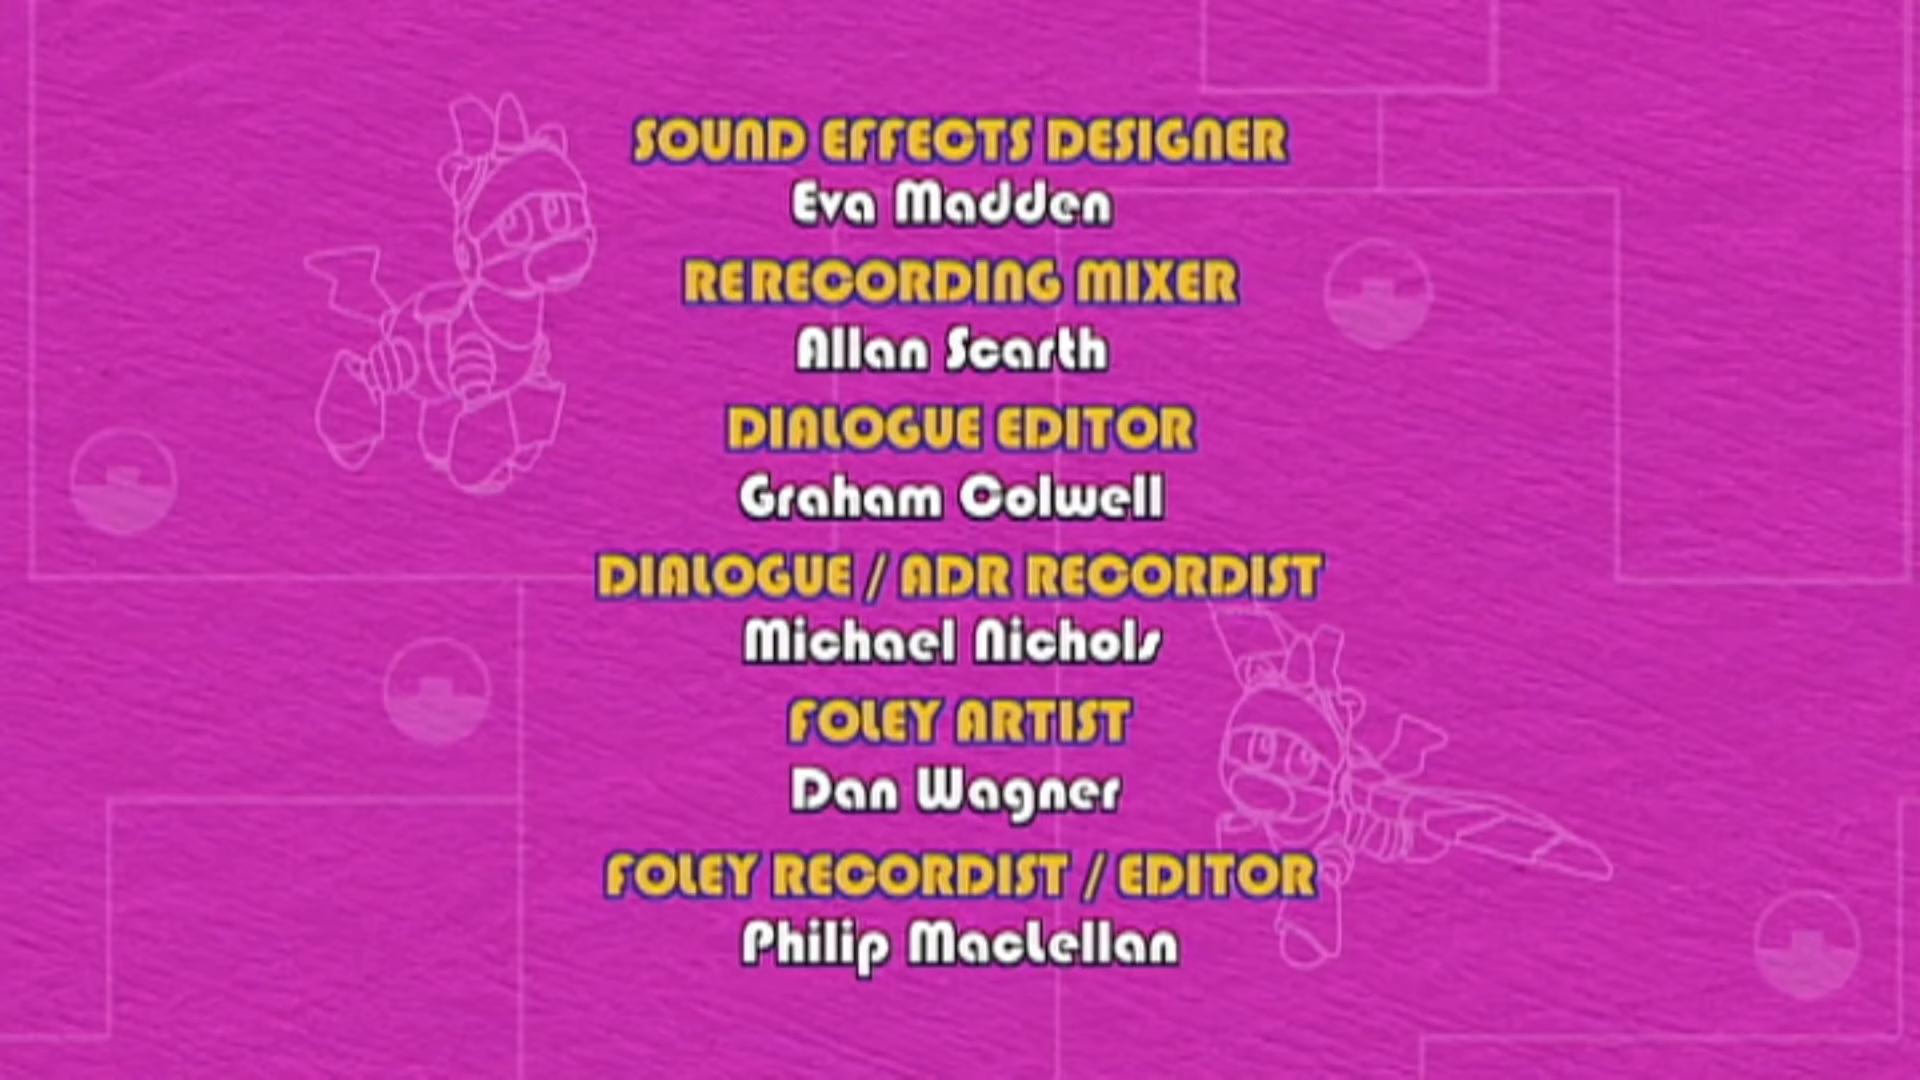 SOUND EFFECTS DESIGNER
Eva Madden
RERECORDING MIXER
Allan Scarth
DIALOGUE EDITOR
Graham Colwell
DIALOGUE / ADR RECORDIST
Michael Nichols
FOLEY ARTIST
Dan Wagner
FOLEY RECORDIST / EDITOR
Philip MacLellan